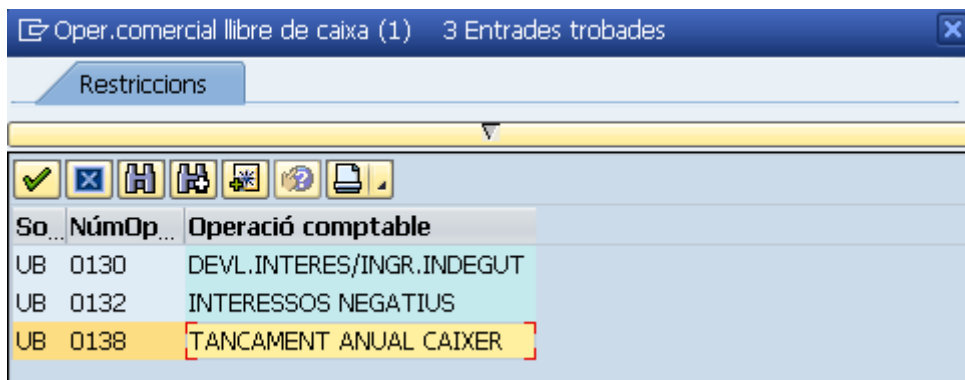 Oper.comercial llibre de caixa (1) 3 Entrades trobades
Restriccions
So... NúmOp... Operació comptable
UB 0130 DEVL.INTERES/INGR.INDEGUT
UB 0132 INTERESSOS NEGATIUS
UB 0138 TANCAMENT ANUAL CAIXER